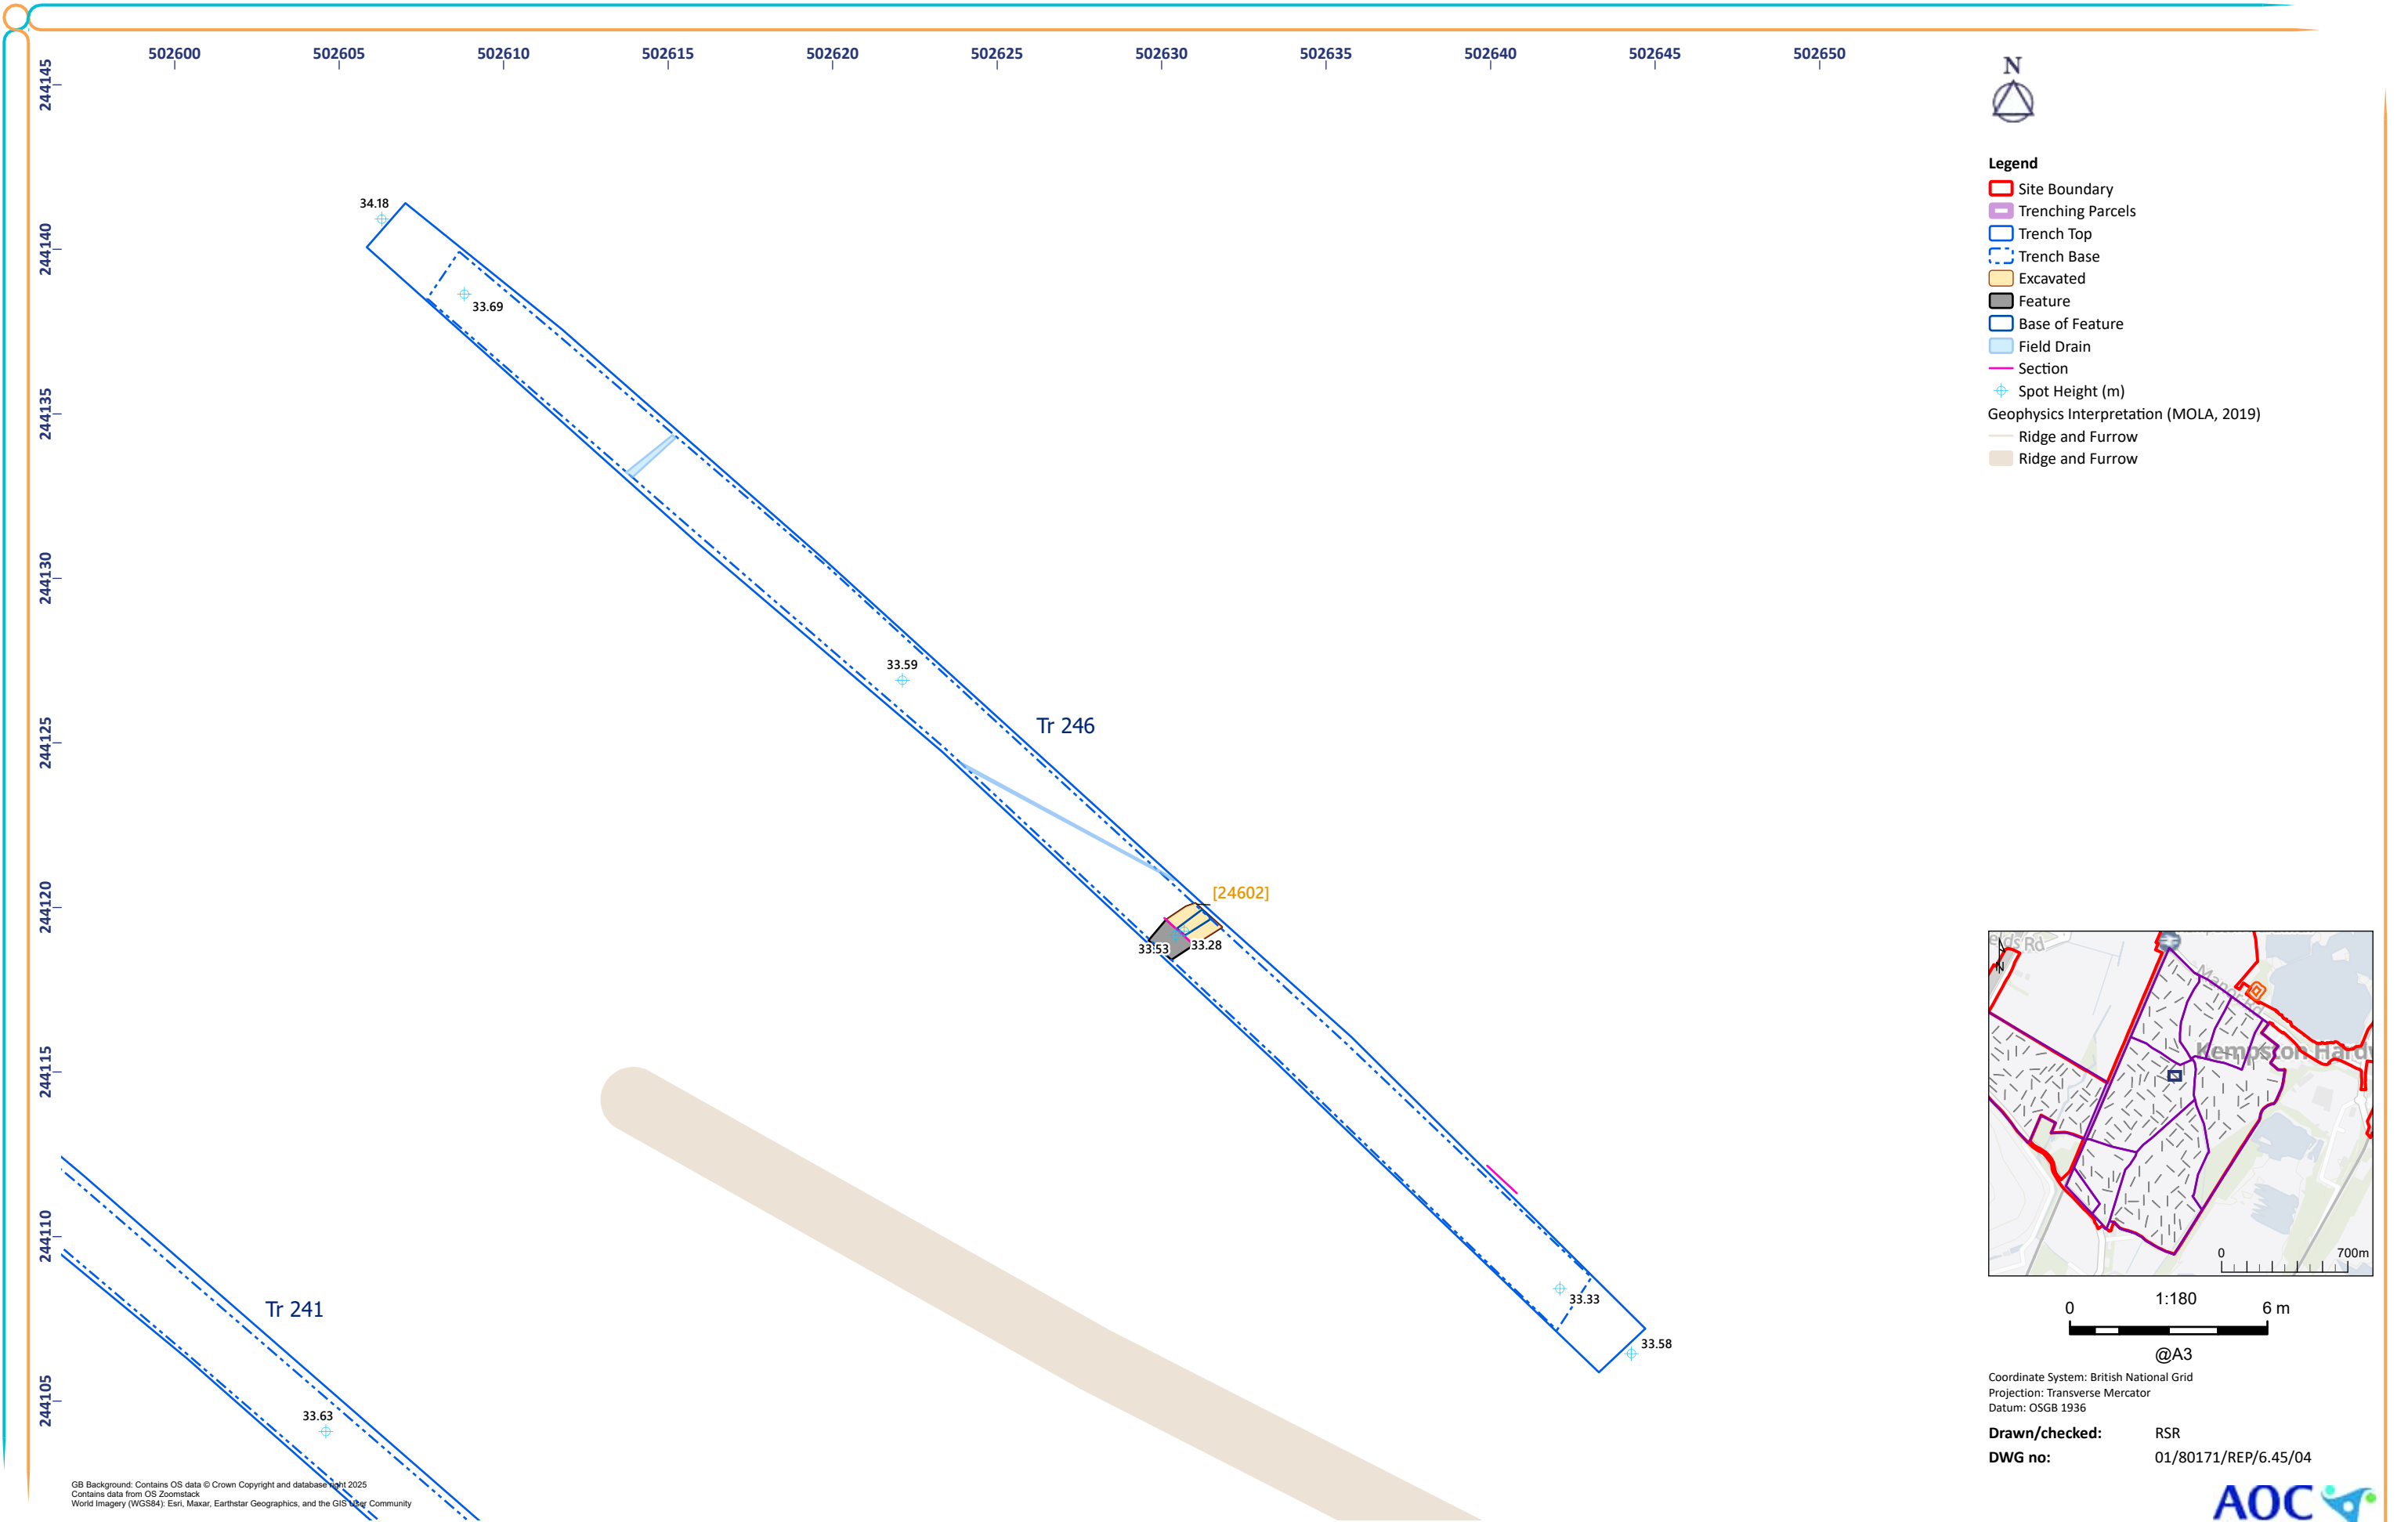 502600 502605 502610 502615 502620 502625 502630 502635 502640 502645 502650
244145
244140
244135
244130
244125
244120
244115
244110
244105
34.18
33.69
33.59
Tr 246
[24602]
33.53
33.28
33.33
33.58
Tr 241
33.63
GB Background: Contains OS data © Crown Copyright and database right 2025
Contains data from OS Zoomstack
World Imagery (WGS84): Esri, Maxar, Earthstar Geographics, and the GIS User Community
N
Legend
Site Boundary
Trenching Parcels
Trench Top
Trench Base
Excavated
Feature
Base of Feature
Field Drain
Section
Spot Height (m)
Geophysics Interpretation (MOLA, 2019)
Ridge and Furrow
Ridge and Furrow
Rd
N
Manor Rd
Kempston Hardw
0 700m
1:180
0 6 m
@A3
Coordinate System: British National Grid
Projection: Transverse Mercator
Datum: OSGB 1936
Drawn/checked: RSR
DWG no: 01/80171/REP/6.45/04
AOC